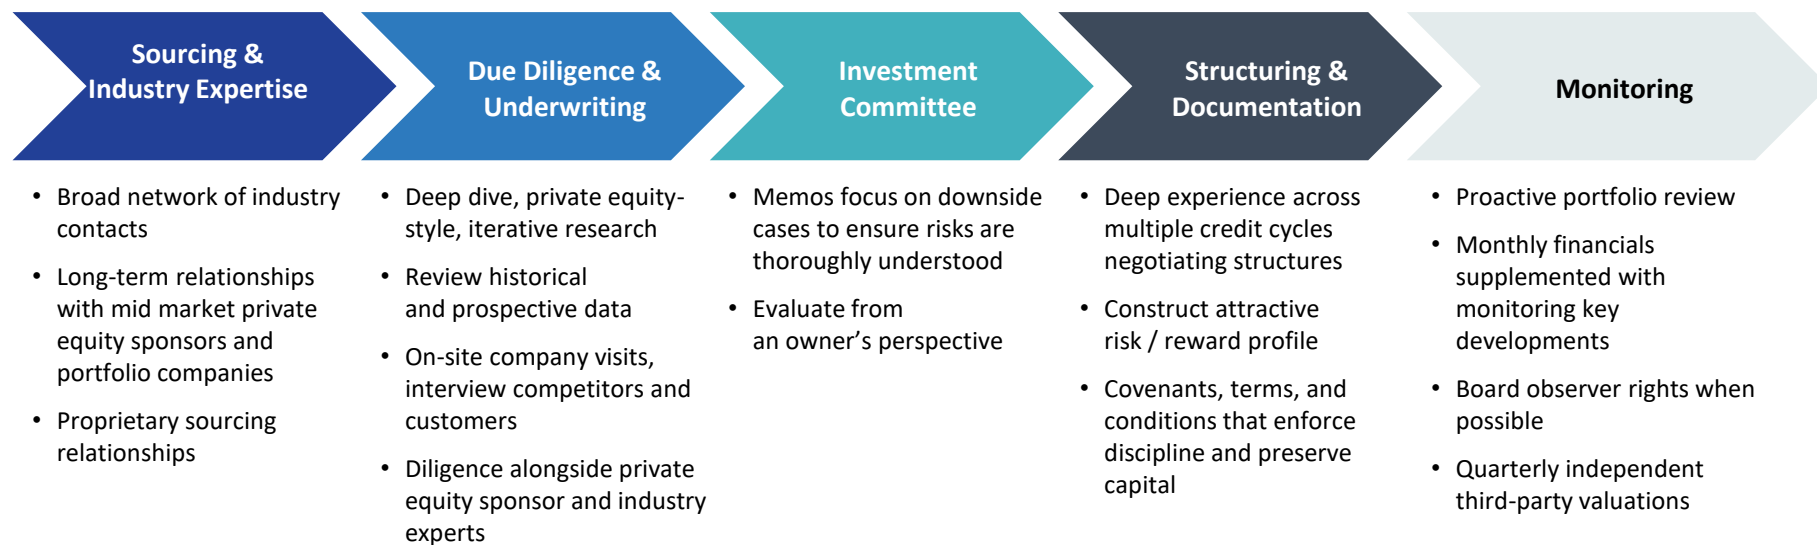 Sourcing &
Industry Expertise
• Broad network of industry
contacts
• Long-term relationships
with mid market private
equity sponsors and
portfolio companies
• Proprietary sourcing
relationships
Due Diligence &
Underwriting
• Deep dive, private equity-
style, iterative research
• Review historical
and prospective data
• On-site company visits,
interview competitors and
customers
• Diligence alongside private
equity sponsor and industry
experts
Investment
Committee
• Memos focus on downside
cases to ensure risks are
thoroughly understood
• Evaluate from
an owner’s perspective
Structuring &
Documentation
• Deep experience across
multiple credit cycles
negotiating structures
• Construct attractive
risk / reward profile
• Covenants, terms, and
conditions that enforce
discipline and preserve
capital
Monitoring
• Proactive portfolio review
• Monthly financials
supplemented with
monitoring key
developments
• Board observer rights when
possible
• Quarterly independent
third-party valuations